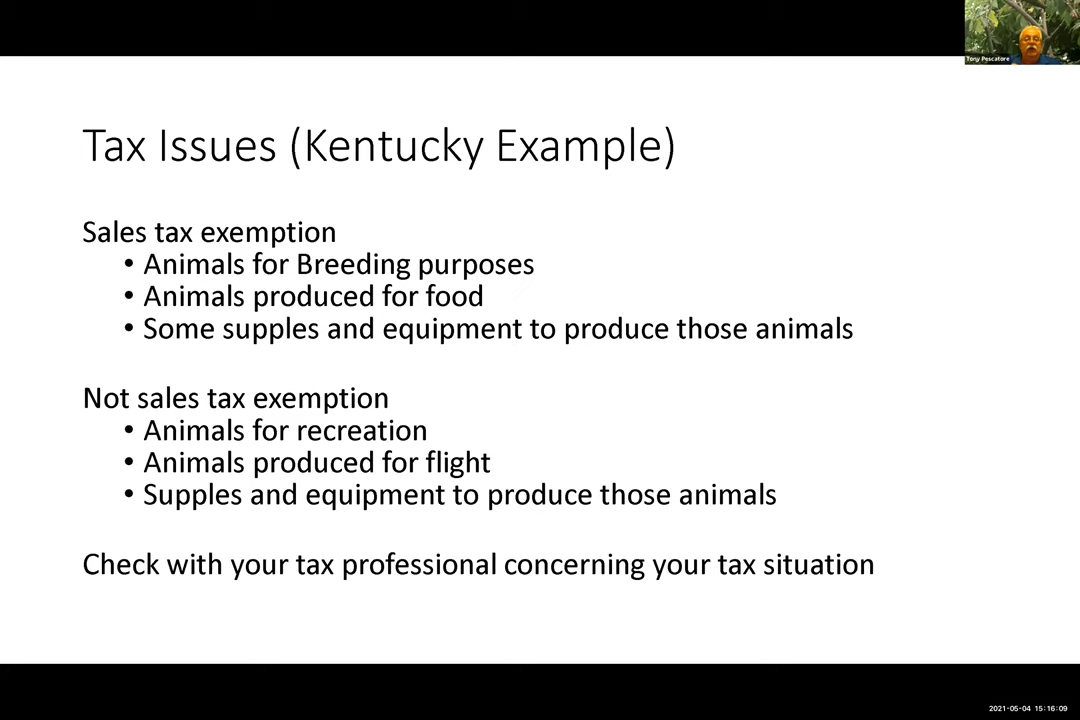 Tony Pescatore
Tax Issues (Kentucky Example)
Sales tax exemption
• Animals for Breeding purposes
• Animals produced for food
• Some supples and equipment to produce those animals
Not sales tax exemption
• Animals for recreation
• Animals produced for flight
• Supples and equipment to produce those animals
Check with your tax professional concerning your tax situation
2021-05-04 15:16:09